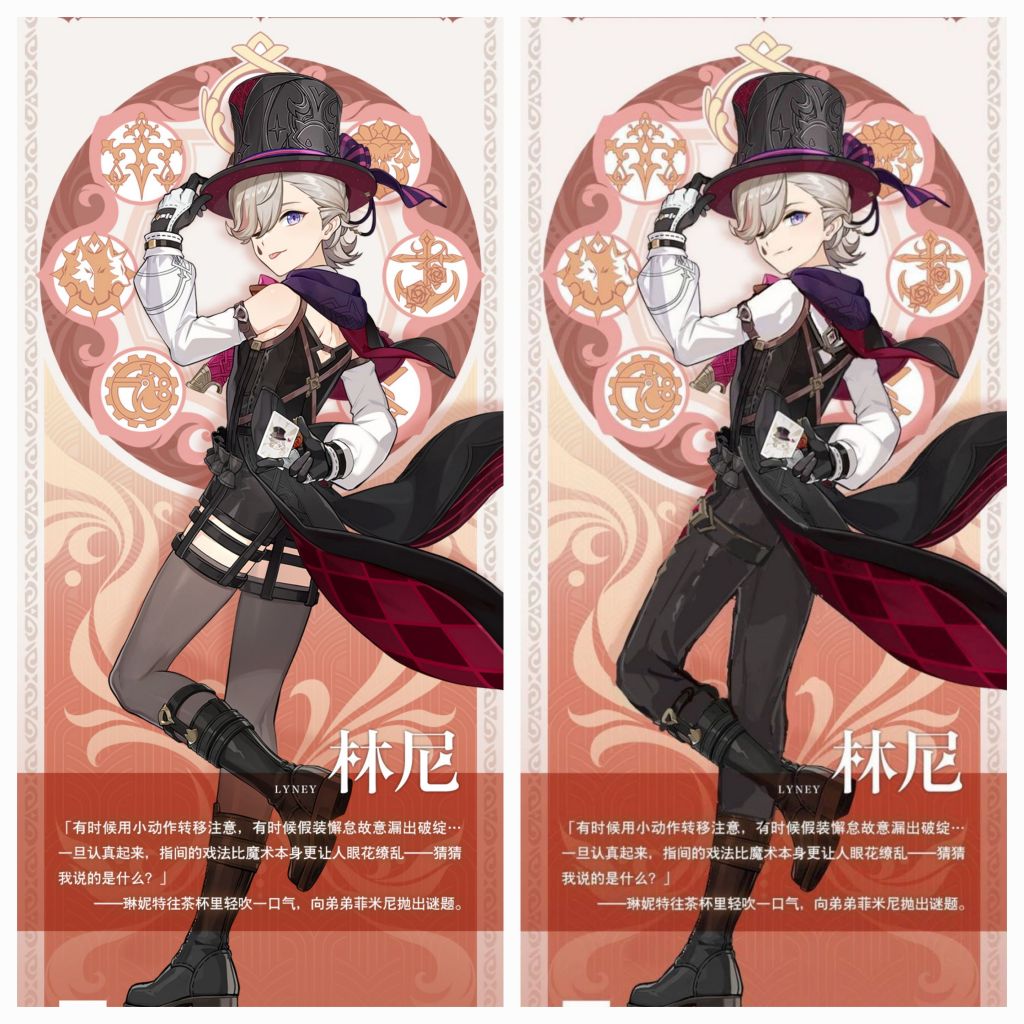 林尼
LYNEY
「有时候用小动作转移注意，有时候假装懈怠故意漏出破绽…
一旦认真起来，指间的戏法比魔术本身更让人眼花缭乱——猜猜
我说的是什么？」
——琳妮特往茶杯里轻吹一口气，向弟弟菲米尼抛出谜题。
林尼
LYNEY
「有时候用小动作转移注意，有时候假装懈怠故意漏出破绽…
一旦认真起来，指间的戏法比魔术本身更让人眼花缭乱——猜猜
我说的是什么？」
——琳妮特往茶杯里轻吹一口气，向弟弟菲米尼抛出谜题。